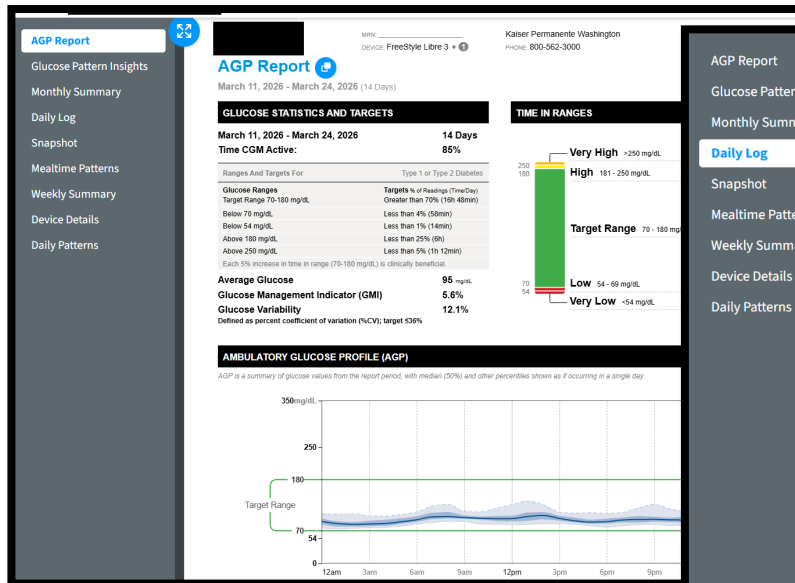 AGP Report
Glucose Pattern Insights
Monthly Summary
Daily Log
Snapshot
Mealtime Patterns
Weekly Summary
Device Details
Daily Patterns
MRN:
DEVICE: FreeStyle Libre 3 + 1
Kaiser Permanente Washington
PHONE: 800-562-3000
AGP Report
March 11, 2026 - March 24, 2026 (14 Days)
GLUCOSE STATISTICS AND TARGETS
March 11, 2026 - March 24, 2026 14 Days
Time CGM Active: 85%
Ranges And Targets For Type 1 or Type 2 Diabetes
Glucose Ranges Targets % of Readings (Time/Day)
Target Range 70-180 mg/dL Greater than 70% (16h 48min)
Below 70 mg/dL Less than 4% (58min)
Below 54 mg/dL Less than 1% (14min)
Above 180 mg/dL Less than 25% (6h)
Above 250 mg/dL Less than 5% (1h 12min)
Each 5% increase in time in range (70-180 mg/dL) is clinically beneficial.
Average Glucose 95 mg/dL
Glucose Management Indicator (GMI) 5.6%
Glucose Variability 12.1%
Defined as percent coefficient of variation (%CV); target ≤36%
TIME IN RANGES
Very High >250 mg/dL
250
High 181 - 250 mg/dL
180
Target Range 70 - 180 mg/
70
Low 54 - 69 mg/dL
54
Very Low <54 mg/dL
AMBULATORY GLUCOSE PROFILE (AGP)
AGP is a summary of glucose values from the report period, with median (50%) and other percentiles shown as if occurring in a single day.
350mg/dL
250
180
Target Range
70
54
0
12am 3am 6am 9am 12pm 3pm 6pm 9pm
AGP Report
Glucose Patter
Monthly Summ
Daily Log
Snapshot
Mealtime Patte
Weekly Summa
Device Details
Daily Patterns